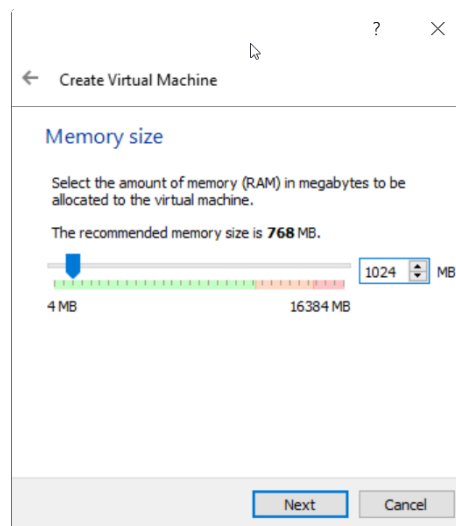 ?
Create Virtual Machine
Memory size
Select the amount of memory (RAM) in megabytes to be
allocated to the virtual machine.
The recommended memory size is 768 MB.
1024 MB
4 MB 16384 MB
Next Cancel